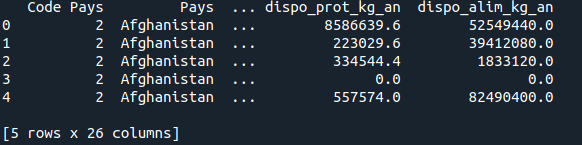 Code Pays Pays ... dispo_prot_kg_an dispo_alim_kg_an
0 2 Afghanistan ... 8586639.6 52549440.0
1 2 Afghanistan ... 223029.6 39412080.0
2 2 Afghanistan ... 334544.4 1833120.0
3 2 Afghanistan ... 0.0 0.0
4 2 Afghanistan ... 557574.0 82490400.0
[5 rows x 26 columns]